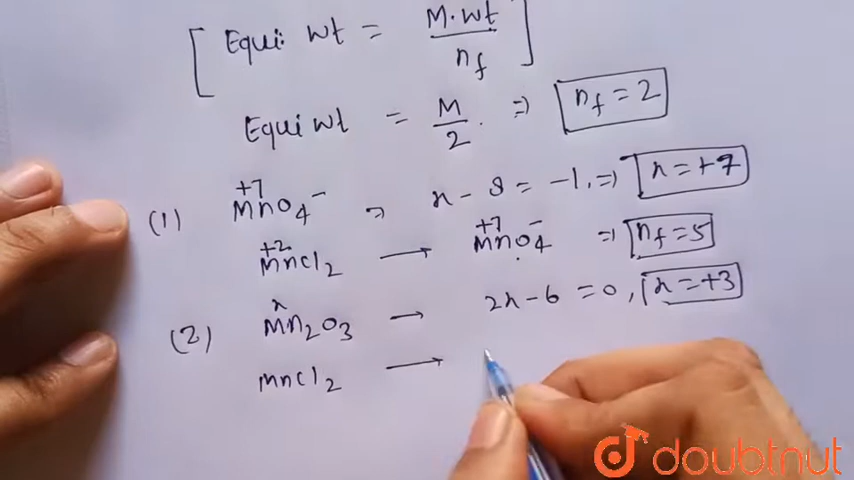 [ Equi. wt = M.wt / nf ]
Equi wt = M / 2 . ⇒ nf = 2
(1) +7 MnO4⁻ ⇒ x - 8 = -1, ⇒ x = +7
+2 MnCl2 → +7 MnO4⁻ ⇒ nf = 5
(2) x Mn2O3 → 2x - 6 = 0, x = +3
MnCl2 →
doubtnut